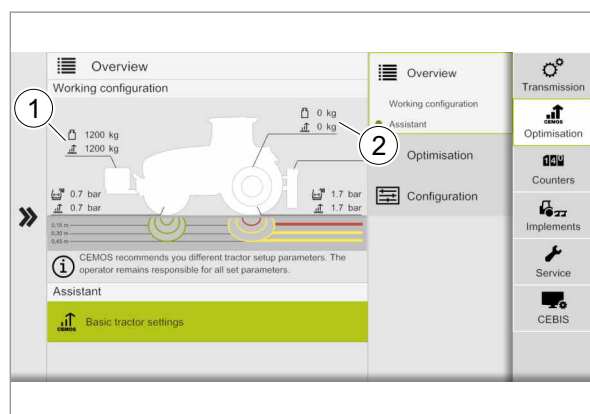 Overview
Working configuration
1
1200 kg
1200 kg
0 kg
0 kg
2
0.7 bar
0.7 bar
1.7 bar
1.7 bar
0,15 m
0,30 m
0,45 m
CEMOS recommends you different tractor setup parameters. The
operator remains responsible for all set parameters.
Assistant
CEMOS
Basic tractor settings
Overview
Working configuration
Assistant
Optimisation
Configuration
Transmission
CEMOS
Optimisation
Counters
Implements
Service
CEBIS